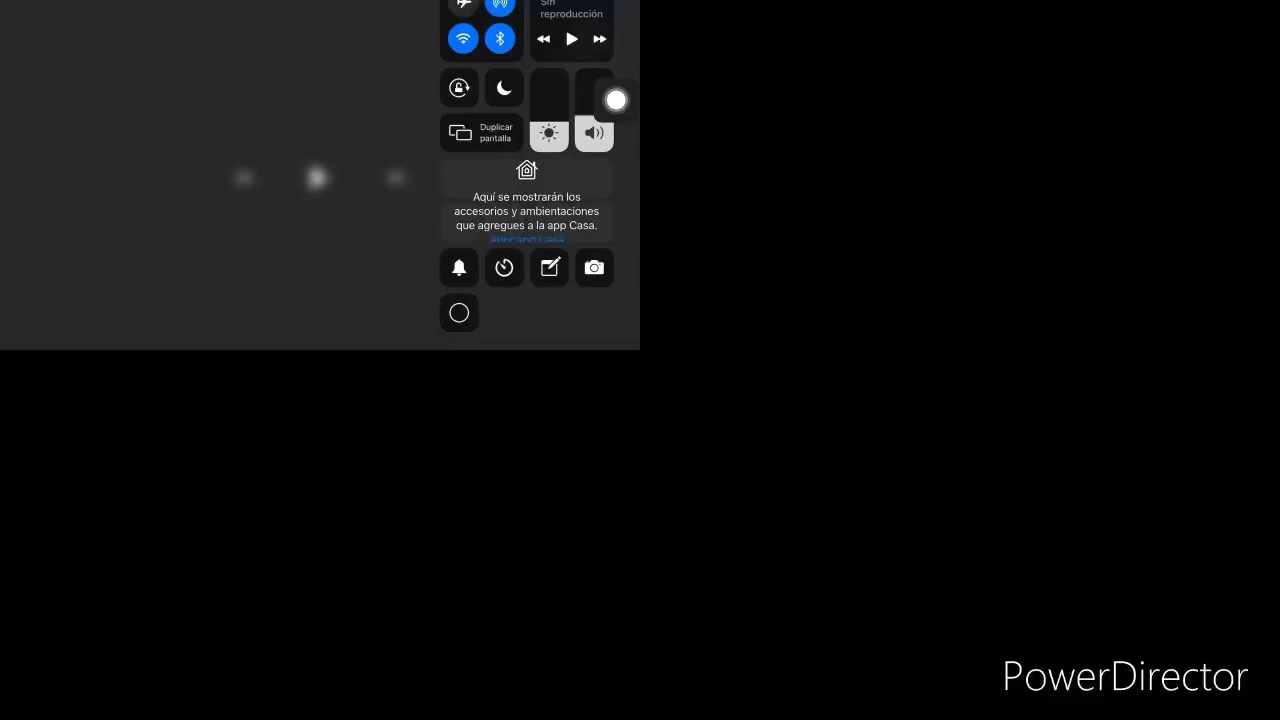 Sin
reproducción
Duplicar
pantalla
Aquí se mostrarán los
accesorios y ambientaciones
que agregues a la app Casa.
PowerDirector